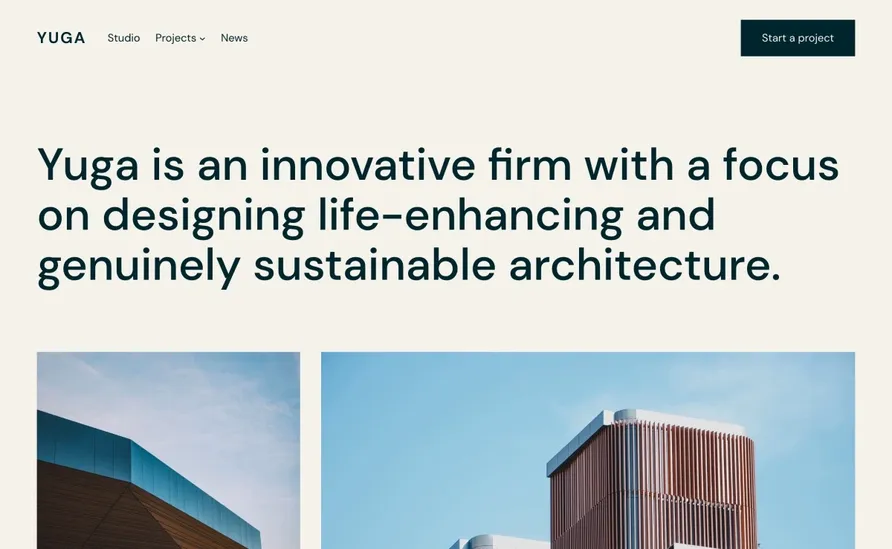 YUGA Studio Projects News Start a project
Yuga is an innovative firm with a focus
on designing life-enhancing and
genuinely sustainable architecture.